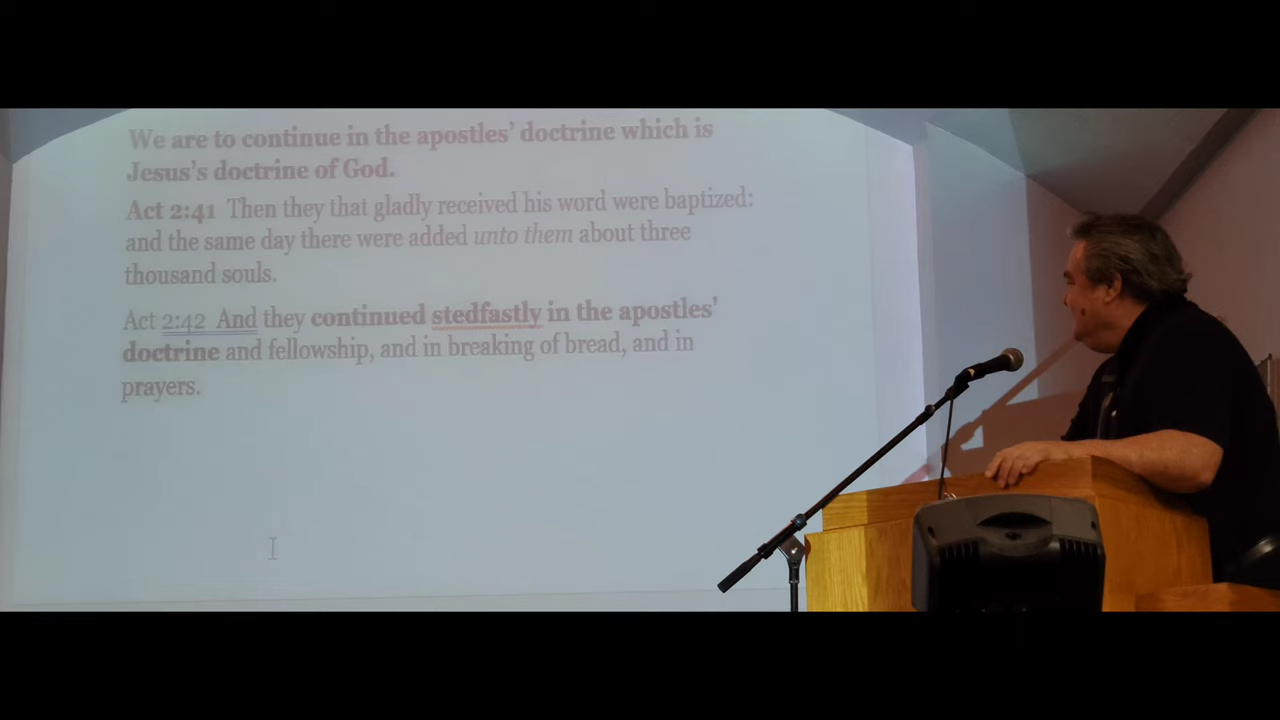 We are to continue in the apostles’ doctrine which is
Jesus’s doctrine of God.
Act 2:41 Then they that gladly received his word were baptized:
and the same day there were added unto them about three
thousand souls.
Act 2:42 And they continued stedfastly in the apostles’
doctrine and fellowship, and in breaking of bread, and in
prayers.